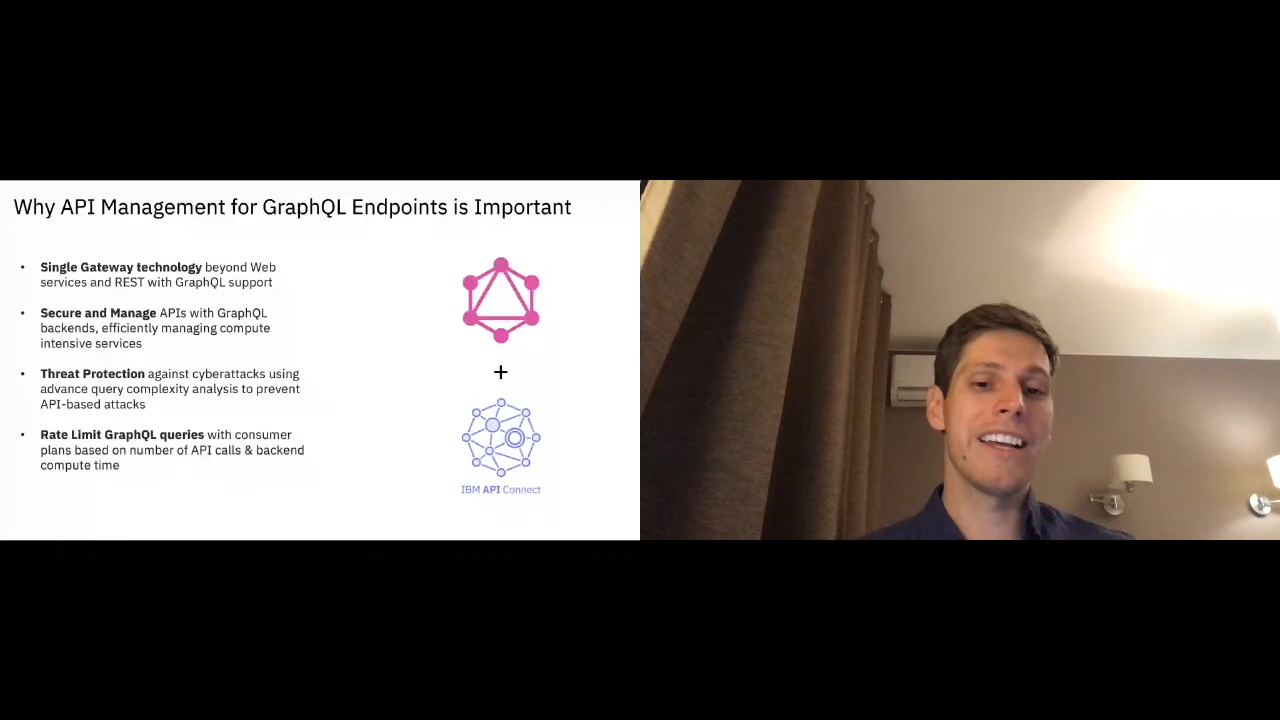 Why API Management for GraphQL Endpoints is Important
• Single Gateway technology beyond Web
services and REST with GraphQL support
• Secure and Manage APIs with GraphQL
backends, efficiently managing compute
intensive services
• Threat Protection against cyberattacks using
advance query complexity analysis to prevent
API-based attacks
• Rate Limit GraphQL queries with consumer
plans based on number of API calls & backend
compute time
+
IBM API Connect